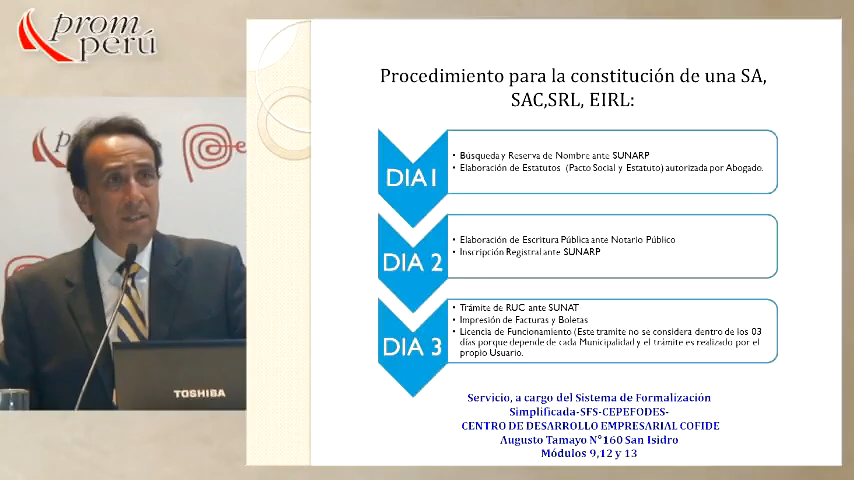 prom
perú
Procedimiento para la constitución de una SA,
SAC,SRL, EIRL:
DIA1
• Búsqueda y Reserva de Nombre ante SUNARP
• Elaboración de Estatutos (Pacto Social y Estatuto) autorizada por Abogado.
DIA 2
• Elaboración de Escritura Pública ante Notario Público
• Inscripción Registral ante SUNARP
DIA 3
• Trámite de RUC ante SUNAT
• Impresión de Facturas y Boletas
• Licencia de Funcionamiento (Este tramite no se considera dentro de los 03
días porque depende de cada Municipalidad y el trámite es realizado por el
propio Usuario.
Servicio, a cargo del Sistema de Formalización
Simplificada-SFS-CEPEFODES-
CENTRO DE DESARROLLO EMPRESARIAL COFIDE
Augusto Tamayo N°160 San Isidro
Módulos 9,12 y 13
TOSHIBA